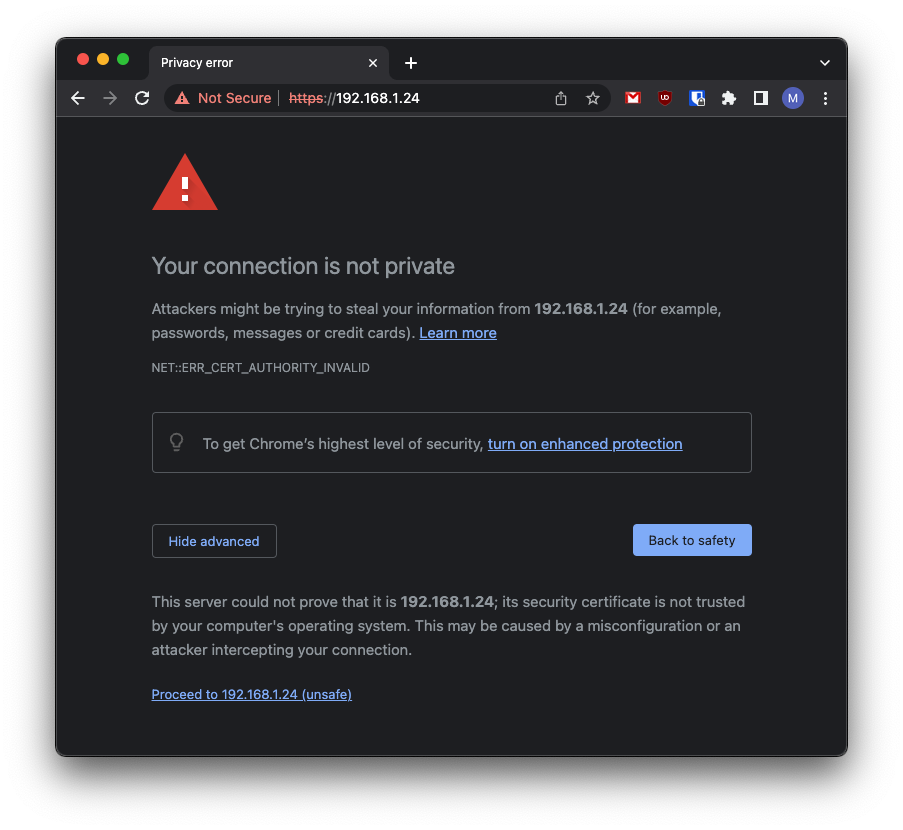 Privacy error
Not Secure https://192.168.1.24
M
Your connection is not private
Attackers might be trying to steal your information from 192.168.1.24 (for example,
passwords, messages or credit cards). Learn more
NET::ERR_CERT_AUTHORITY_INVALID
To get Chrome’s highest level of security, turn on enhanced protection
Hide advanced
Back to safety
This server could not prove that it is 192.168.1.24; its security certificate is not trusted
by your computer's operating system. This may be caused by a misconfiguration or an
attacker intercepting your connection.
Proceed to 192.168.1.24 (unsafe)